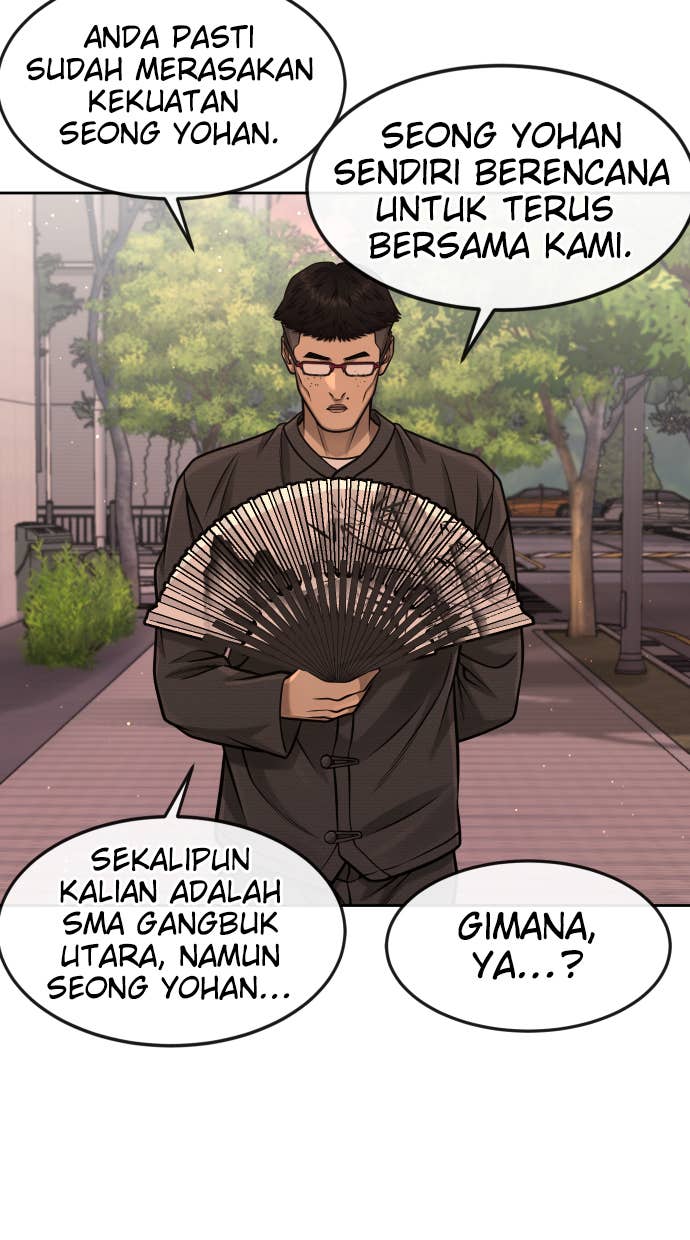 ANDA PASTI
SUDAH MERASAKAN
KEKUATAN
SEONG YOHAN.
SEONG YOHAN
SENDIRI BERENCANA
UNTUK TERUS
BERSAMA KAMI.
SEKALIPUN
KALIAN ADALAH
SMA GANGBUK
UTARA, NAMUN
SEONG YOHAN...
GIMANA,
YA...?